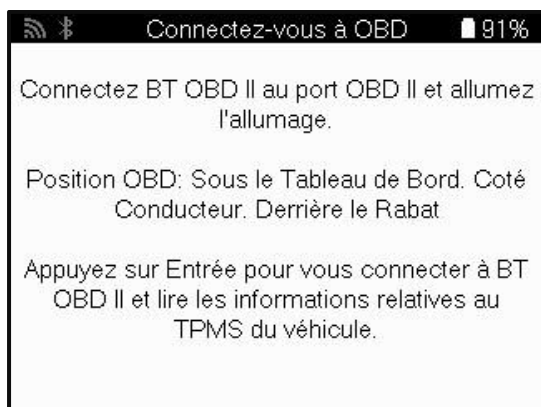 Connectez-vous à OBD 91%
Connectez BT OBD II au port OBD II et allumez
l'allumage.
Position OBD: Sous le Tableau de Bord. Coté
Conducteur. Derrière le Rabat
Appuyez sur Entrée pour vous connecter à BT
OBD II et lire les informations relatives au
TPMS du véhicule.